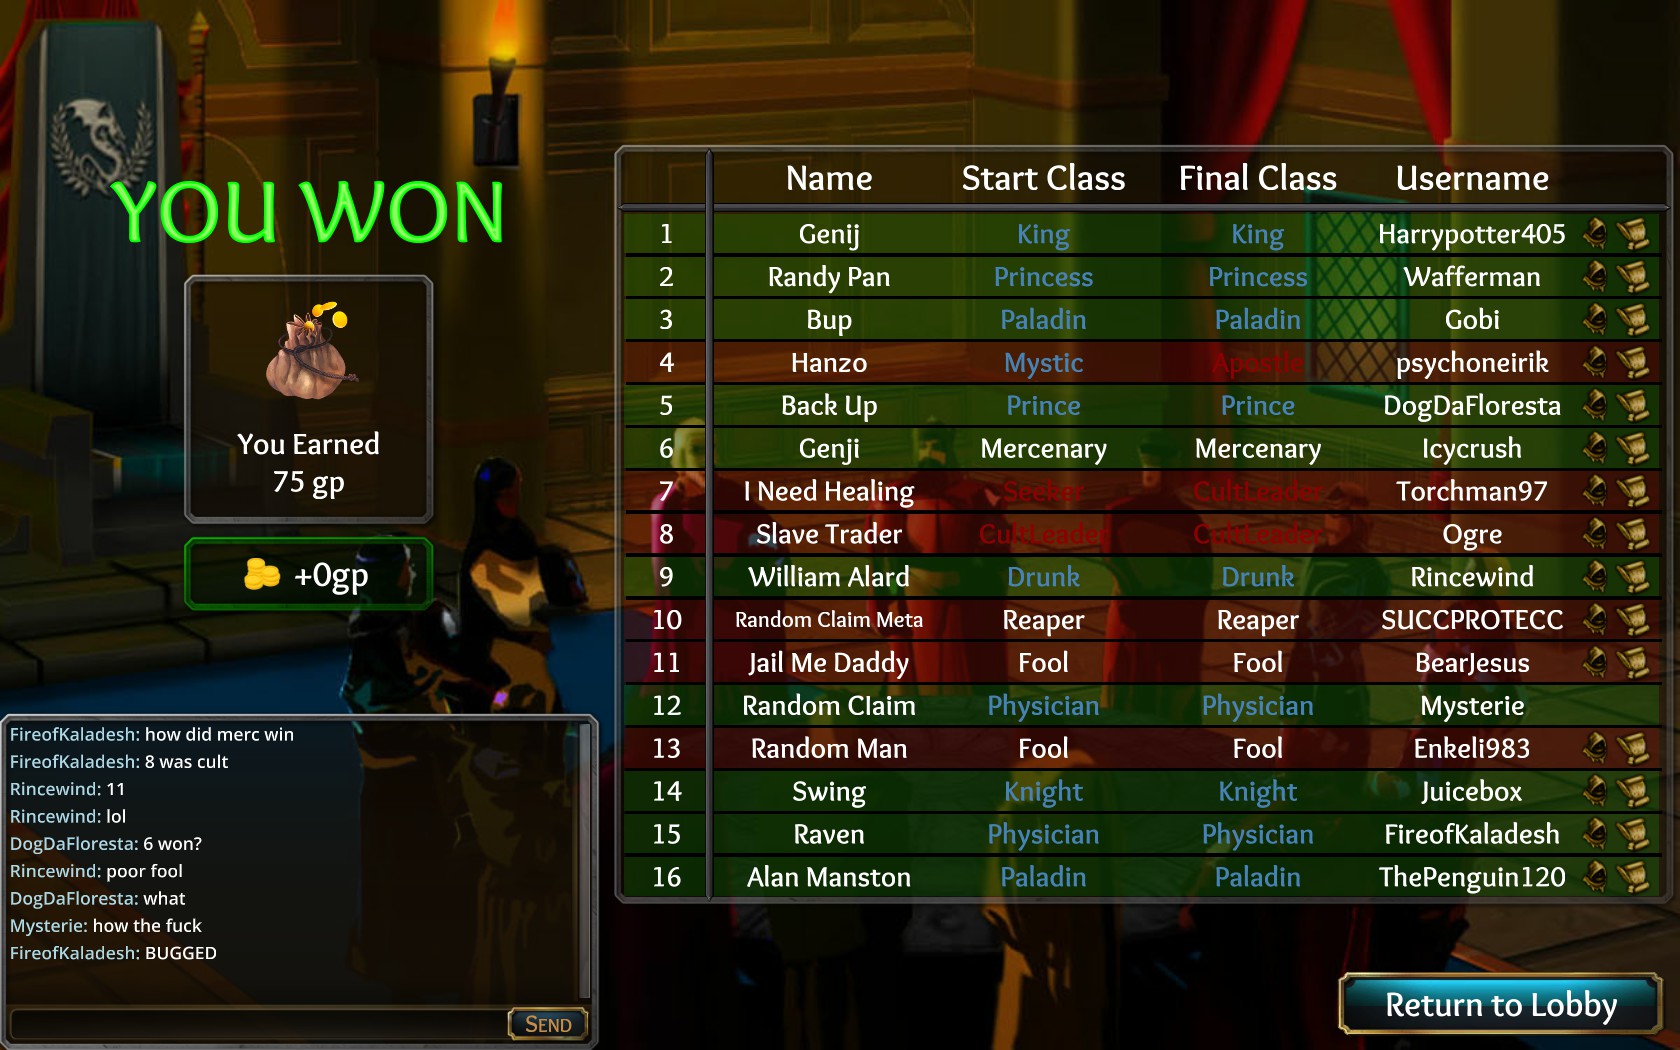 YOU WON
You Earned
75 gp
+0gp
Name Start Class Final Class Username
1 Genij King King Harrypotter405
2 Randy Pan Princess Princess Wafferman
3 Bup Paladin Paladin Gobi
4 Hanzo Mystic Apostle psychoneirik
5 Back Up Prince Prince DogDaFloresta
6 Genji Mercenary Mercenary Icycrush
7 I Need Healing Seeker CultLeader Torchman97
8 Slave Trader CultLeader CultLeader Ogre
9 William Alard Drunk Drunk Rincewind
10 Random Claim Meta Reaper Reaper SUCCPROTECC
11 Jail Me Daddy Fool Fool BearJesus
12 Random Claim Physician Physician Mysterie
13 Random Man Fool Fool Enkeli983
14 Swing Knight Knight Juicebox
15 Raven Physician Physician FireofKaladesh
16 Alan Manston Paladin Paladin ThePenguin120
FireofKaladesh: how did merc win
FireofKaladesh: 8 was cult
Rincewind: 11
Rincewind: lol
DogDaFloresta: 6 won?
Rincewind: poor fool
DogDaFloresta: what
Mysterie: how the fuck
FireofKaladesh: BUGGED
SEND
Return to Lobby